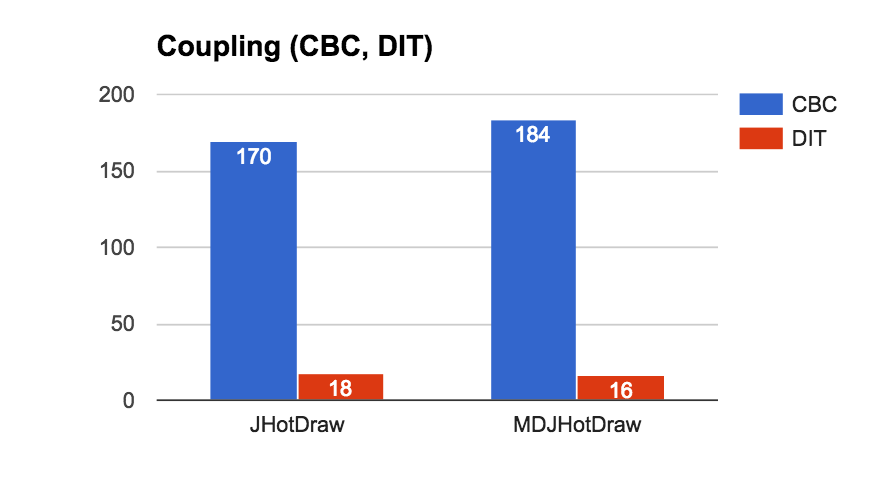 Coupling (CBC, DIT)
200
150
100
50
0
170
18
184
16
JHotDraw
MDJHotDraw
CBC
DIT